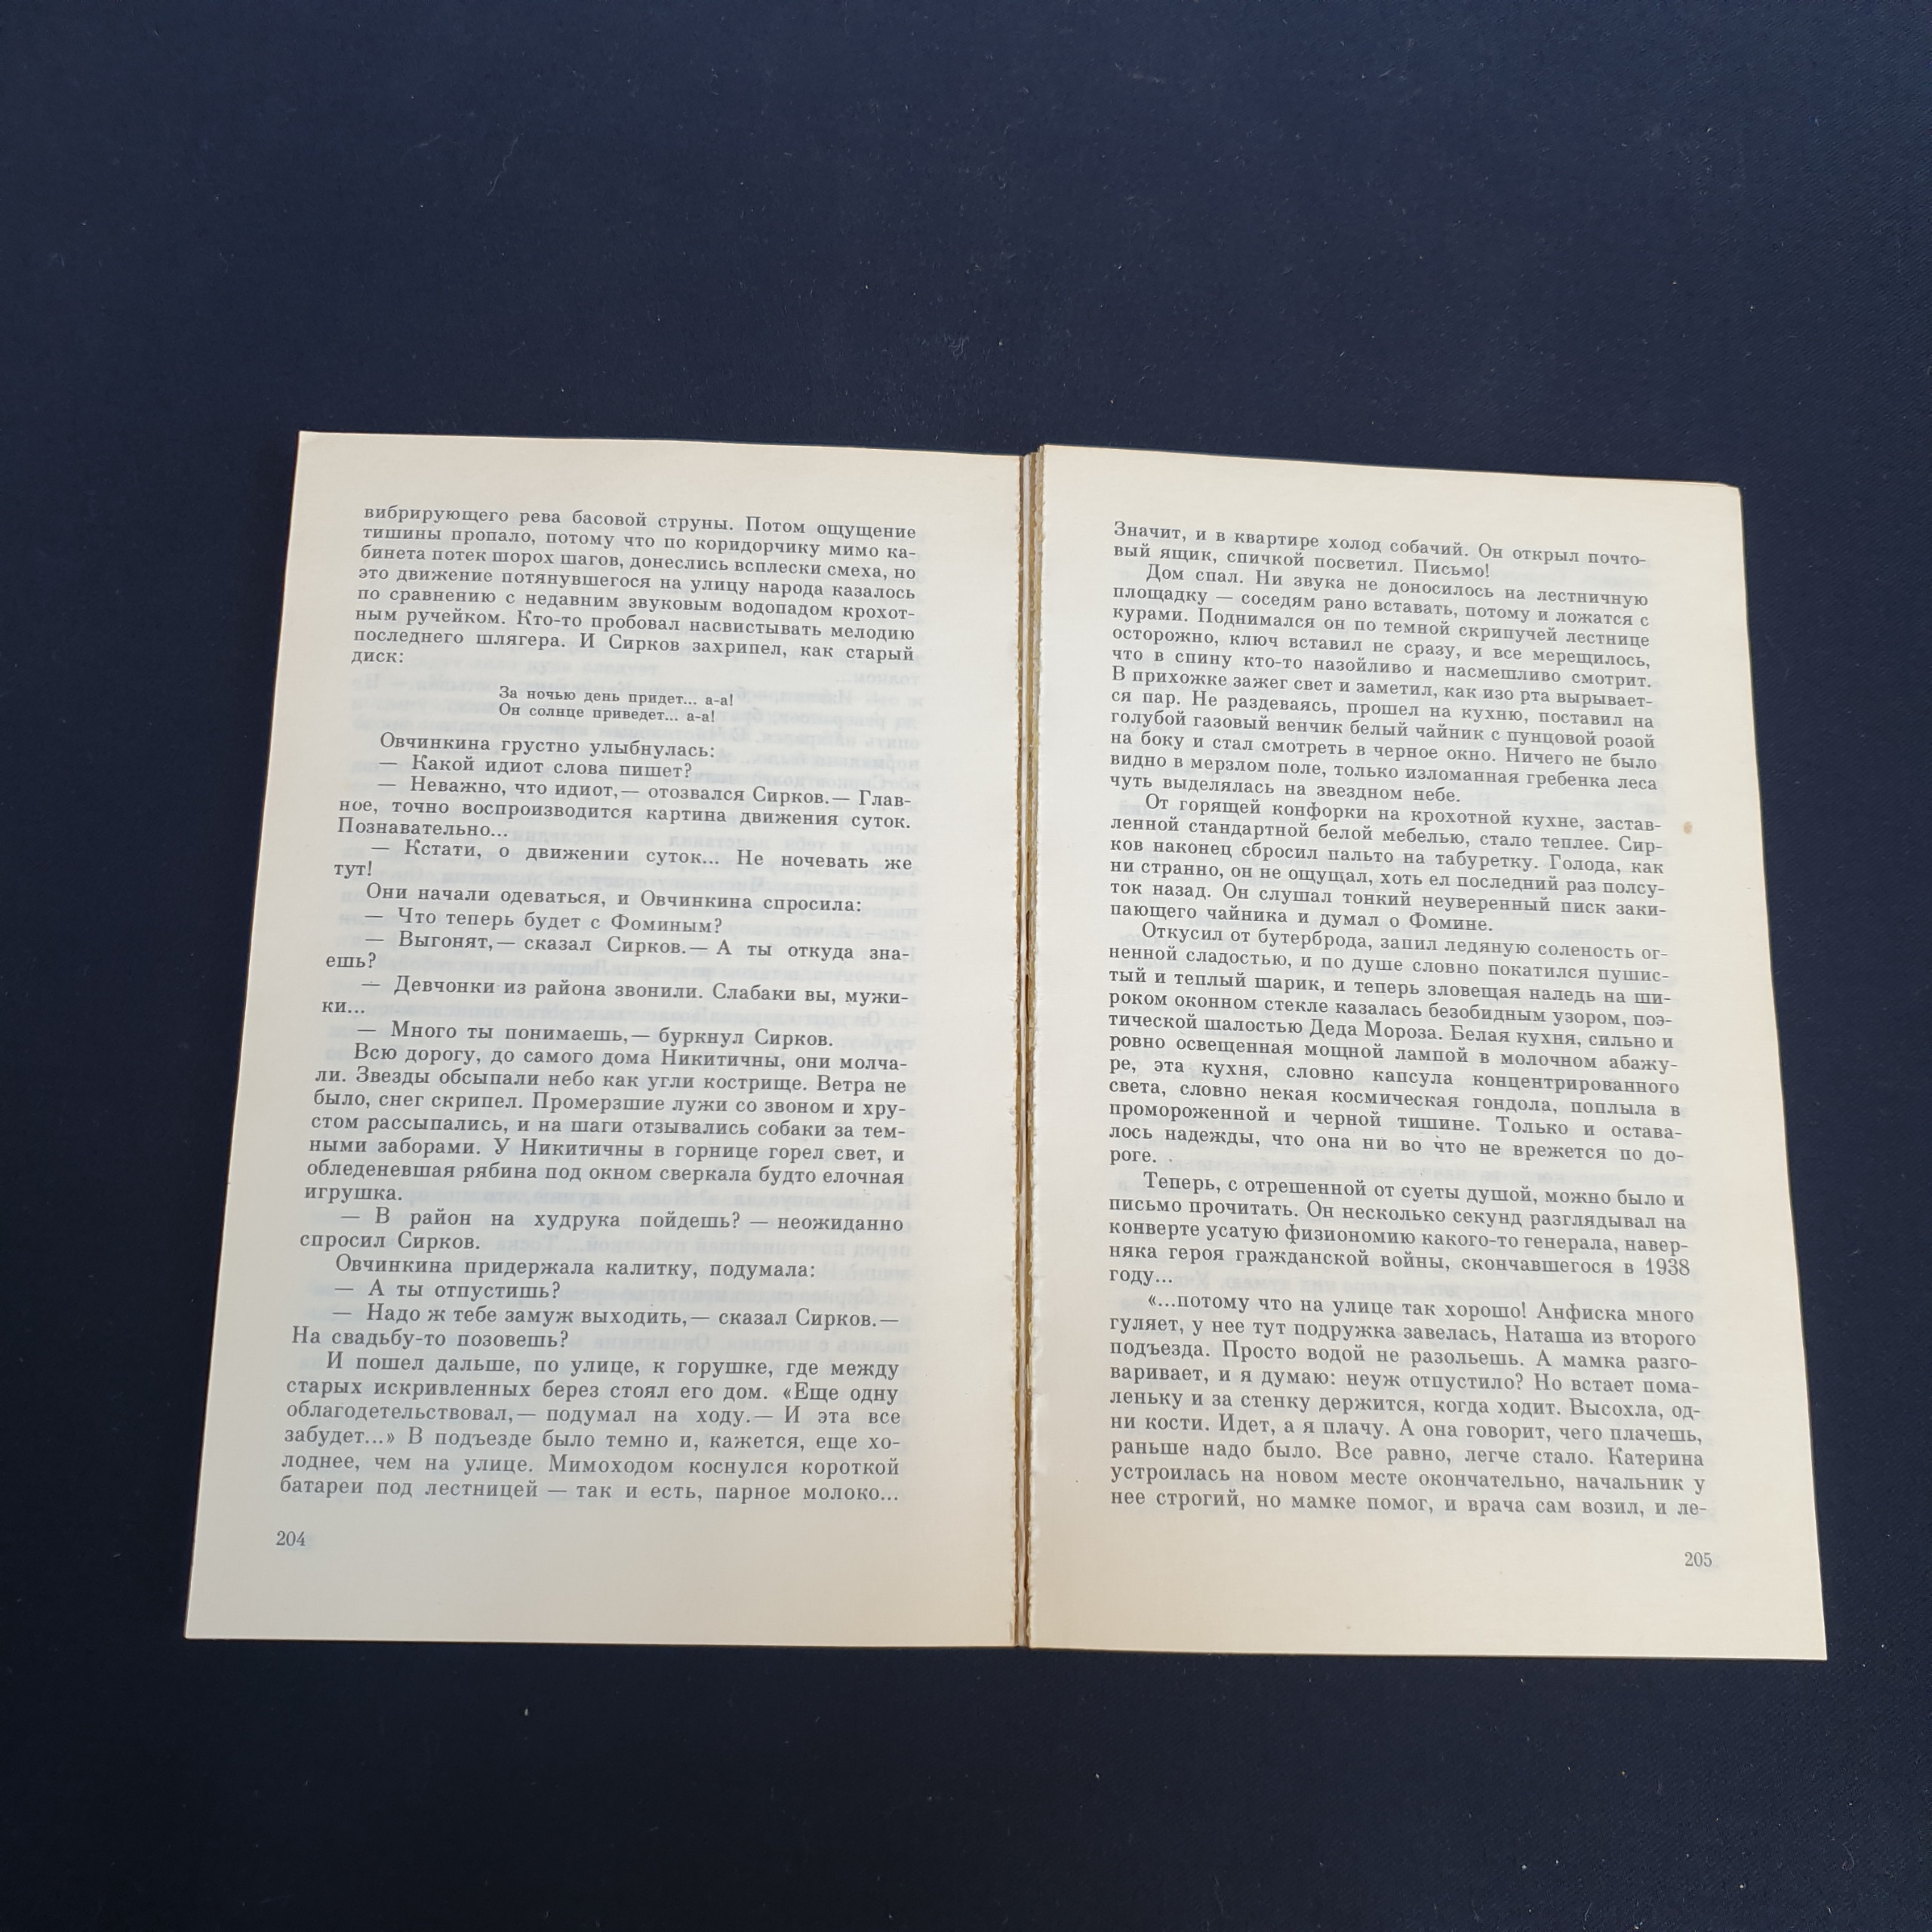 вибрирующего рева басовой струны. Потом ощущение
тишины пропало, потому что по коридорчику мимо ка-
бинета потек шорох шагов, донеслись всплески смеха, но
это движение потянувшегося на улицу народа казалось
по сравнению с недавним звуковым водопадом крохот-
ным ручейком. Кто-то пробовал насвистывать мелодию
последнего шлягера. И Сирков захрипел, как старый
диск:
За ночью день придет... а-а!
Он солнце приведет... а-а!
Овчинкина грустно улыбнулась:
— Какой идиот слова пишет?
— Неважно, что идиот,— отозвался Сирков.— Глав-
ное, точно воспроизводится картина движения суток.
Познавательно...
— Кстати, о движении суток... Не ночевать же
тут!
Они начали одеваться, и Овчинкина спросила:
— Что теперь будет с Фоминым?
— Выгонят,— сказал Сирков.— А ты откуда зна-
ешь?
— Девчонки из района звонили. Слабаки вы, мужи-
ки...
— Много ты понимаешь,— буркнул Сирков.
Всю дорогу, до самого дома Никитичны, они молча-
ли. Звезды обсыпали небо как угли кострище. Ветра не
было, снег скрипел. Промерзшие лужи со звоном и хру-
стом рассыпались, и на шаги отзывались собаки за тем-
ными заборами. У Никитичны в горнице горел свет, и
обледеневшая рябина под окном сверкала будто елочная
игрушка.
— В район на худрука пойдешь? — неожиданно
спросил Сирков.
Овчинкина придержала калитку, подумала:
— А ты отпустишь?
— Надо ж тебе замуж выходить,— сказал Сирков.—
На свадьбу-то позовешь?
И пошел дальше, по улице, к горушке, где между
старых искривленных берез стоял его дом. «Еще одну
облагодетельствовал,— подумал на ходу.— И эта все
забудет...» В подъезде было темно и, кажется, еще хо-
лоднее, чем на улице. Мимоходом коснулся короткой
батареи под лестницей — так и есть, парное молоко...
204
Значит, и в квартире холод собачий. Он открыл почто-
вый ящик, спичкой посветил. Письмо!
Дом спал. Ни звука не доносилось на лестничную
площадку — соседям рано вставать, потому и ложатся с
курами. Поднимался он по темной скрипучей лестнице
осторожно, ключ вставил не сразу, и все мерещилось,
что в спину кто-то назойливо и насмешливо смотрит.
В прихожке зажег свет и заметил, как изо рта вырывает-
ся пар. Не раздеваясь, прошел на кухню, поставил на
голубой газовый венчик белый чайник с пунцовой розой
на боку и стал смотреть в черное окно. Ничего не было
видно в мерзлом поле, только изломанная гребенка леса
чуть выделялась на звездном небе.
От горящей конфорки на крохотной кухне, застав-
ленной стандартной белой мебелью, стало теплее. Сир-
ков наконец сбросил пальто на табуретку. Голода, как
ни странно, он не ощущал, хоть ел последний раз полсу-
ток назад. Он слушал тонкий неуверенный писк заки-
пающего чайника и думал о Фомине.
Откусил от бутерброда, запил ледяную соленость ог-
ненной сладостью, и по душе словно покатился пушис-
тый и теплый шарик, и теперь зловещая наледь на ши-
роком оконном стекле казалась безобидным узором, поэ-
тической шалостью Деда Мороза. Белая кухня, сильно и
ровно освещенная мощной лампой в молочном абажу-
ре, эта кухня, словно капсула концентрированного
света, словно некая космическая гондола, поплыла в
промороженной и черной тишине. Только и остава-
лось надежды, что она ни во что не врежется по до-
роге.
Теперь, с отрешенной от суеты душой, можно было и
письмо прочитать. Он несколько секунд разглядывал на
конверте усатую физиономию какого-то генерала, навер-
няка героя гражданской войны, скончавшегося в 1938
году...
«...потому что на улице так хорошо! Анфиска много
гуляет, у нее тут подружка завелась, Наташа из второго
подъезда. Просто водой не разольешь. А мамка разго-
варивает, и я думаю: неуж отпустило? Но встает пома-
леньку и за стенку держится, когда ходит. Высохла, од-
ни кости. Идет, а я плачу. А она говорит, чего плачешь,
раньше надо было. Все равно, легче стало. Катерина
устроилась на новом месте окончательно, начальник у
нее строгий, но мамке помог, и врача сам возил, и ле-
205